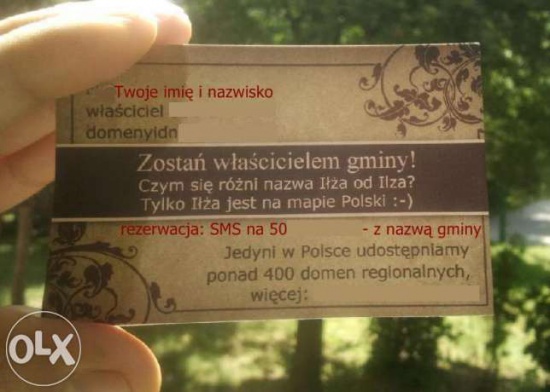 Twoje imię i nazwisko
właściciel
domenyidn
Zostań właścicielem gminy!
Czym się różni nazwa Iłża od Ilza?
Tylko Iłża jest na mapie Polski :-)
rezerwacja: SMS na 50 - z nazwą gminy
Jedyni w Polsce udostępniamy
ponad 400 domen regionalnych,
więcej:
OLX